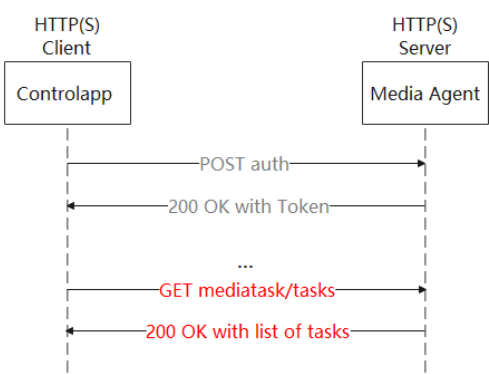 HTTP(S)
Client
HTTP(S)
Server
Controlapp
Media Agent
POST auth
200 OK with Token
...
GET mediatask/tasks
200 OK with list of tasks